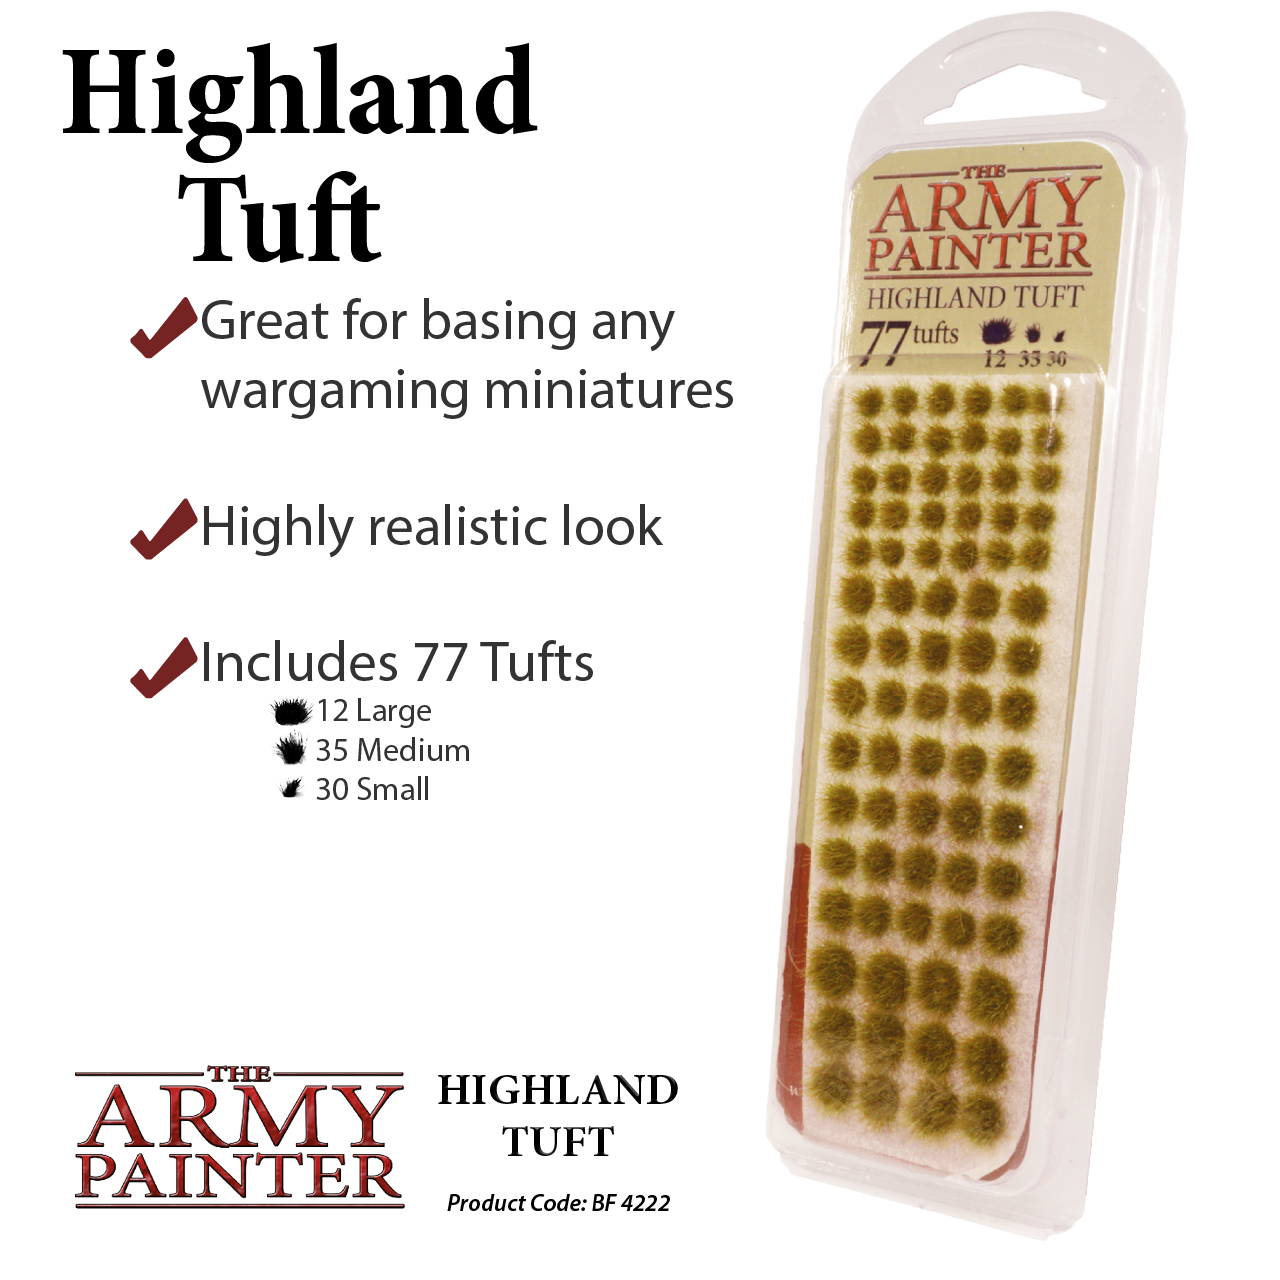 Highland
Tuft
Great for basing any
wargaming miniatures
Highly realistic look
Includes 77 Tufts
12 Large
35 Medium
30 Small
THE
ARMY
PAINTER
HIGHLAND
TUFT
Product Code: BF 4222
THE
ARMY
PAINTER
HIGHLAND TUFT
77 tufts
12 35 30